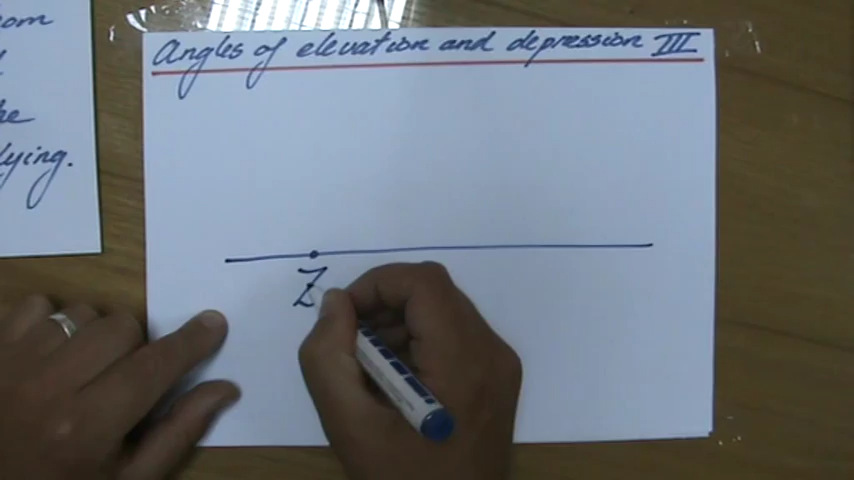 om
he
lying.
Angles of elevation and depression III
Z